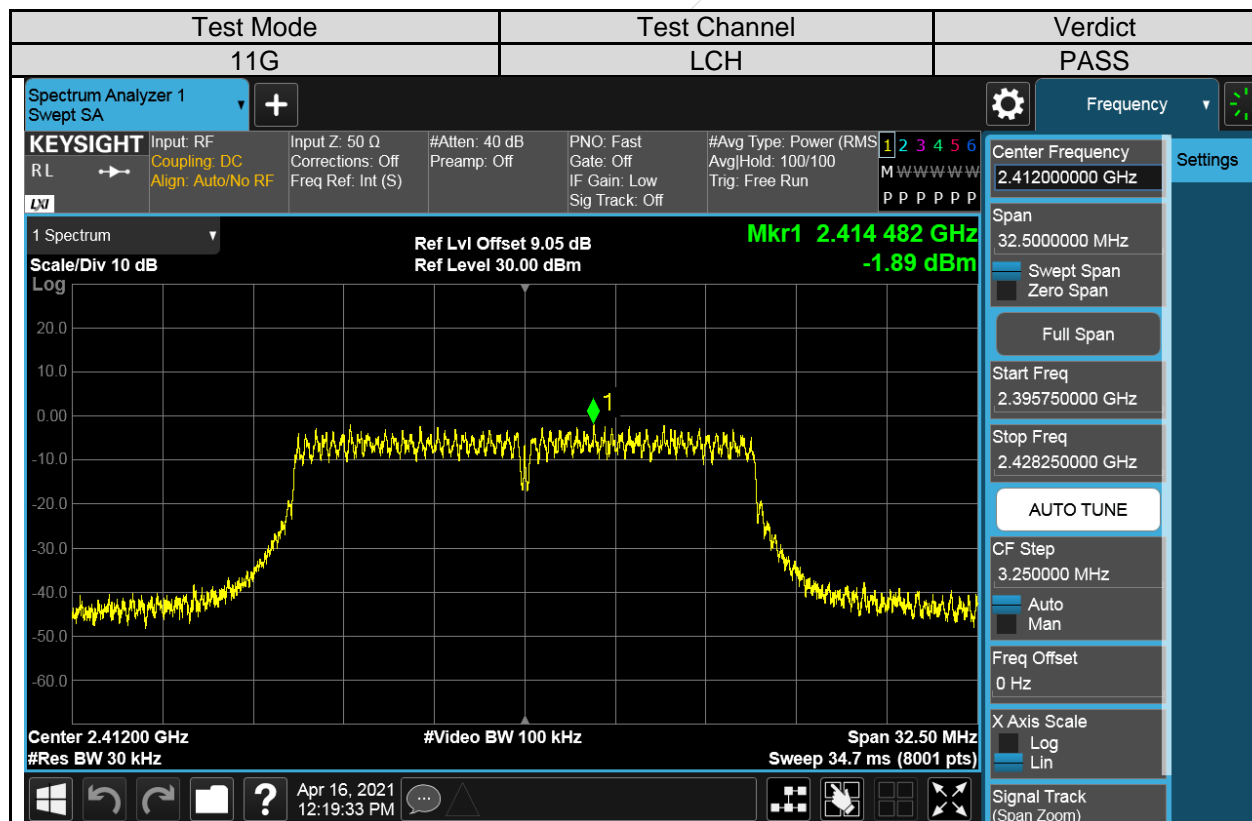 Test Mode Test Channel Verdict
11G LCH PASS
Spectrum Analyzer 1
Swept SA
+
Frequency
KEYSIGHT Input: RF Input Z: 50 Ω #Atten: 40 dB PNO: Fast #Avg Type: Power (RMS 1 2 3 4 5 6
RL Coupling: DC Corrections: Off Preamp: Off Gate: Off Avg|Hold: 100/100 M W W W W W
Align: Auto/No RF Freq Ref: Int (S) IF Gain: Low Trig: Free Run
LXI Sig Track: Off P P P P P P
1 Spectrum
Ref Lvl Offset 9.05 dB
Mkr1 2.414 482 GHz
Scale/Div 10 dB Ref Level 30.00 dBm -1.89 dBm
Log
20.0
10.0
0.00
-10.0
-20.0
-30.0
-40.0
-50.0
-60.0
1
Center 2.41200 GHz #Video BW 100 kHz Span 32.50 MHz
#Res BW 30 kHz Sweep 34.7 ms (8001 pts)
Center Frequency
2.412000000 GHz
Settings
Span
32.5000000 MHz
Swept Span
Zero Span
Full Span
Start Freq
2.395750000 GHz
Stop Freq
2.428250000 GHz
AUTO TUNE
CF Step
3.250000 MHz
Auto
Man
Freq Offset
0 Hz
X Axis Scale
Log
Lin
Signal Track
(Span Zoom)
?
Apr 16, 2021
12:19:33 PM